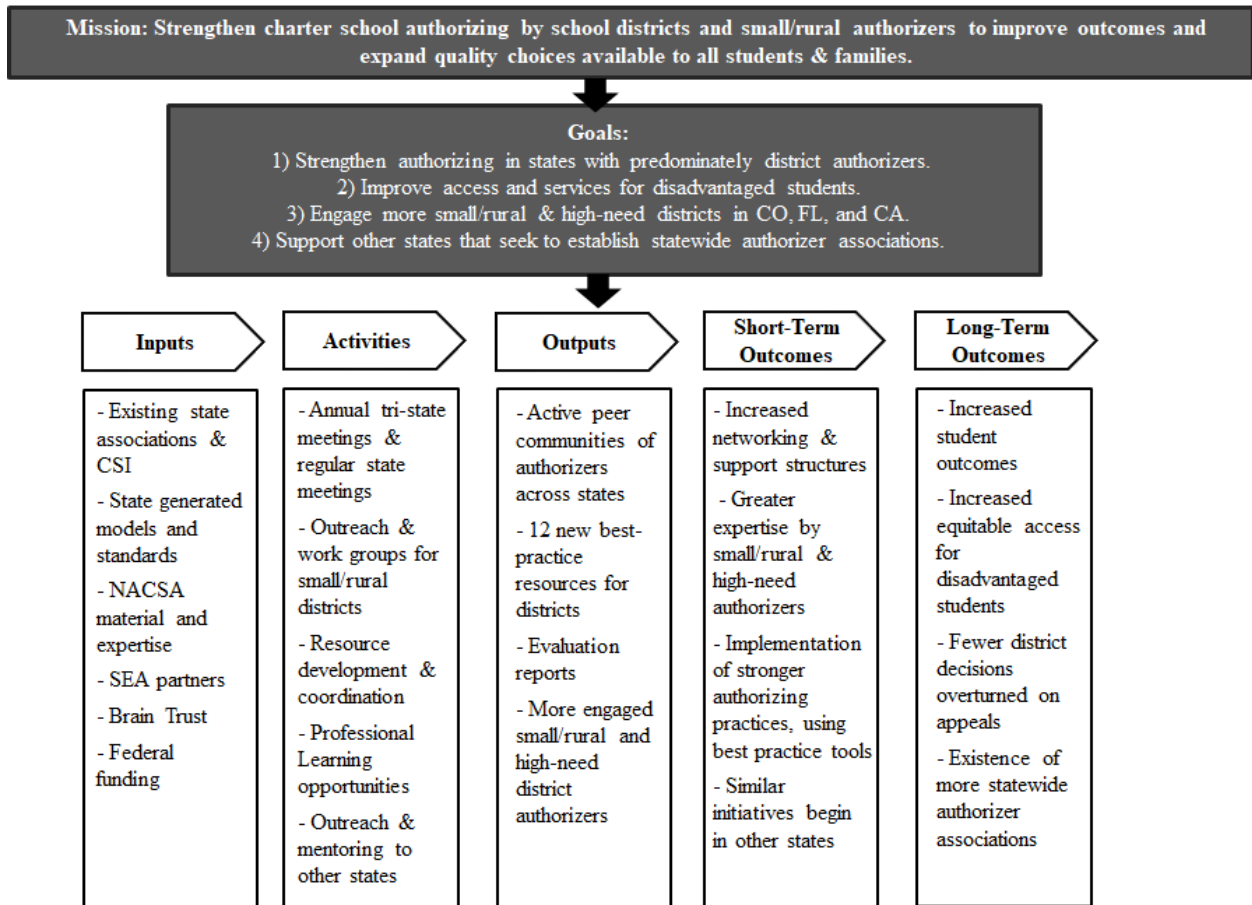 Mission: Strengthen charter school authorizing by school districts and small/rural authorizers to improve outcomes and
expand quality choices available to all students & families.
Goals:
1) Strengthen authorizing in states with predominately district authorizers.
2) Improve access and services for disadvantaged students.
3) Engage more small/rural & high-need districts in CO, FL, and CA.
4) Support other states that seek to establish statewide authorizer associations.
Inputs
- Existing state
associations &
CSI
- State generated
models and
standards
- NACSA
material and
expertise
- SEA partners
- Brain Trust
- Federal
funding
Activities
- Annual tri-state
meetings &
regular state
meetings
- Outreach &
work groups for
small/rural
districts
- Resource
development &
coordination
- Professional
Learning
opportunities
- Outreach &
mentoring to
other states
Outputs
- Active peer
communities of
authorizers
across states
- 12 new best-
practice
resources for
districts
- Evaluation
reports
- More engaged
small/rural and
high-need
district
authorizers
Short-Term
Outcomes
- Increased
networking &
support structures
- Greater
expertise by
small/rural &
high-need
authorizers
- Implementation
of stronger
authorizing
practices, using
best practice tools
- Similar
initiatives begin
in other states
Long-Term
Outcomes
- Increased
student
outcomes
- Increased
equitable access
for
disadvantaged
students
- Fewer district
decisions
overturned on
appeals
- Existence of
more statewide
authorizer
associations